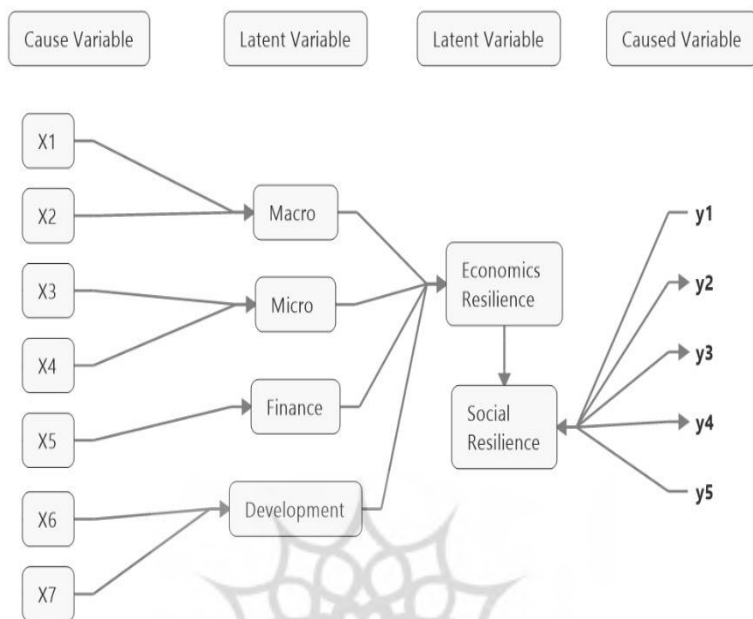 Cause Variable
Latent Variable
Latent Variable
Caused Variable
X1
X2
X3
X4
X5
X6
X7
Macro
Micro
Finance
Development
Economics
Resilience
Social
Resilience
y1
y2
y3
y4
y5